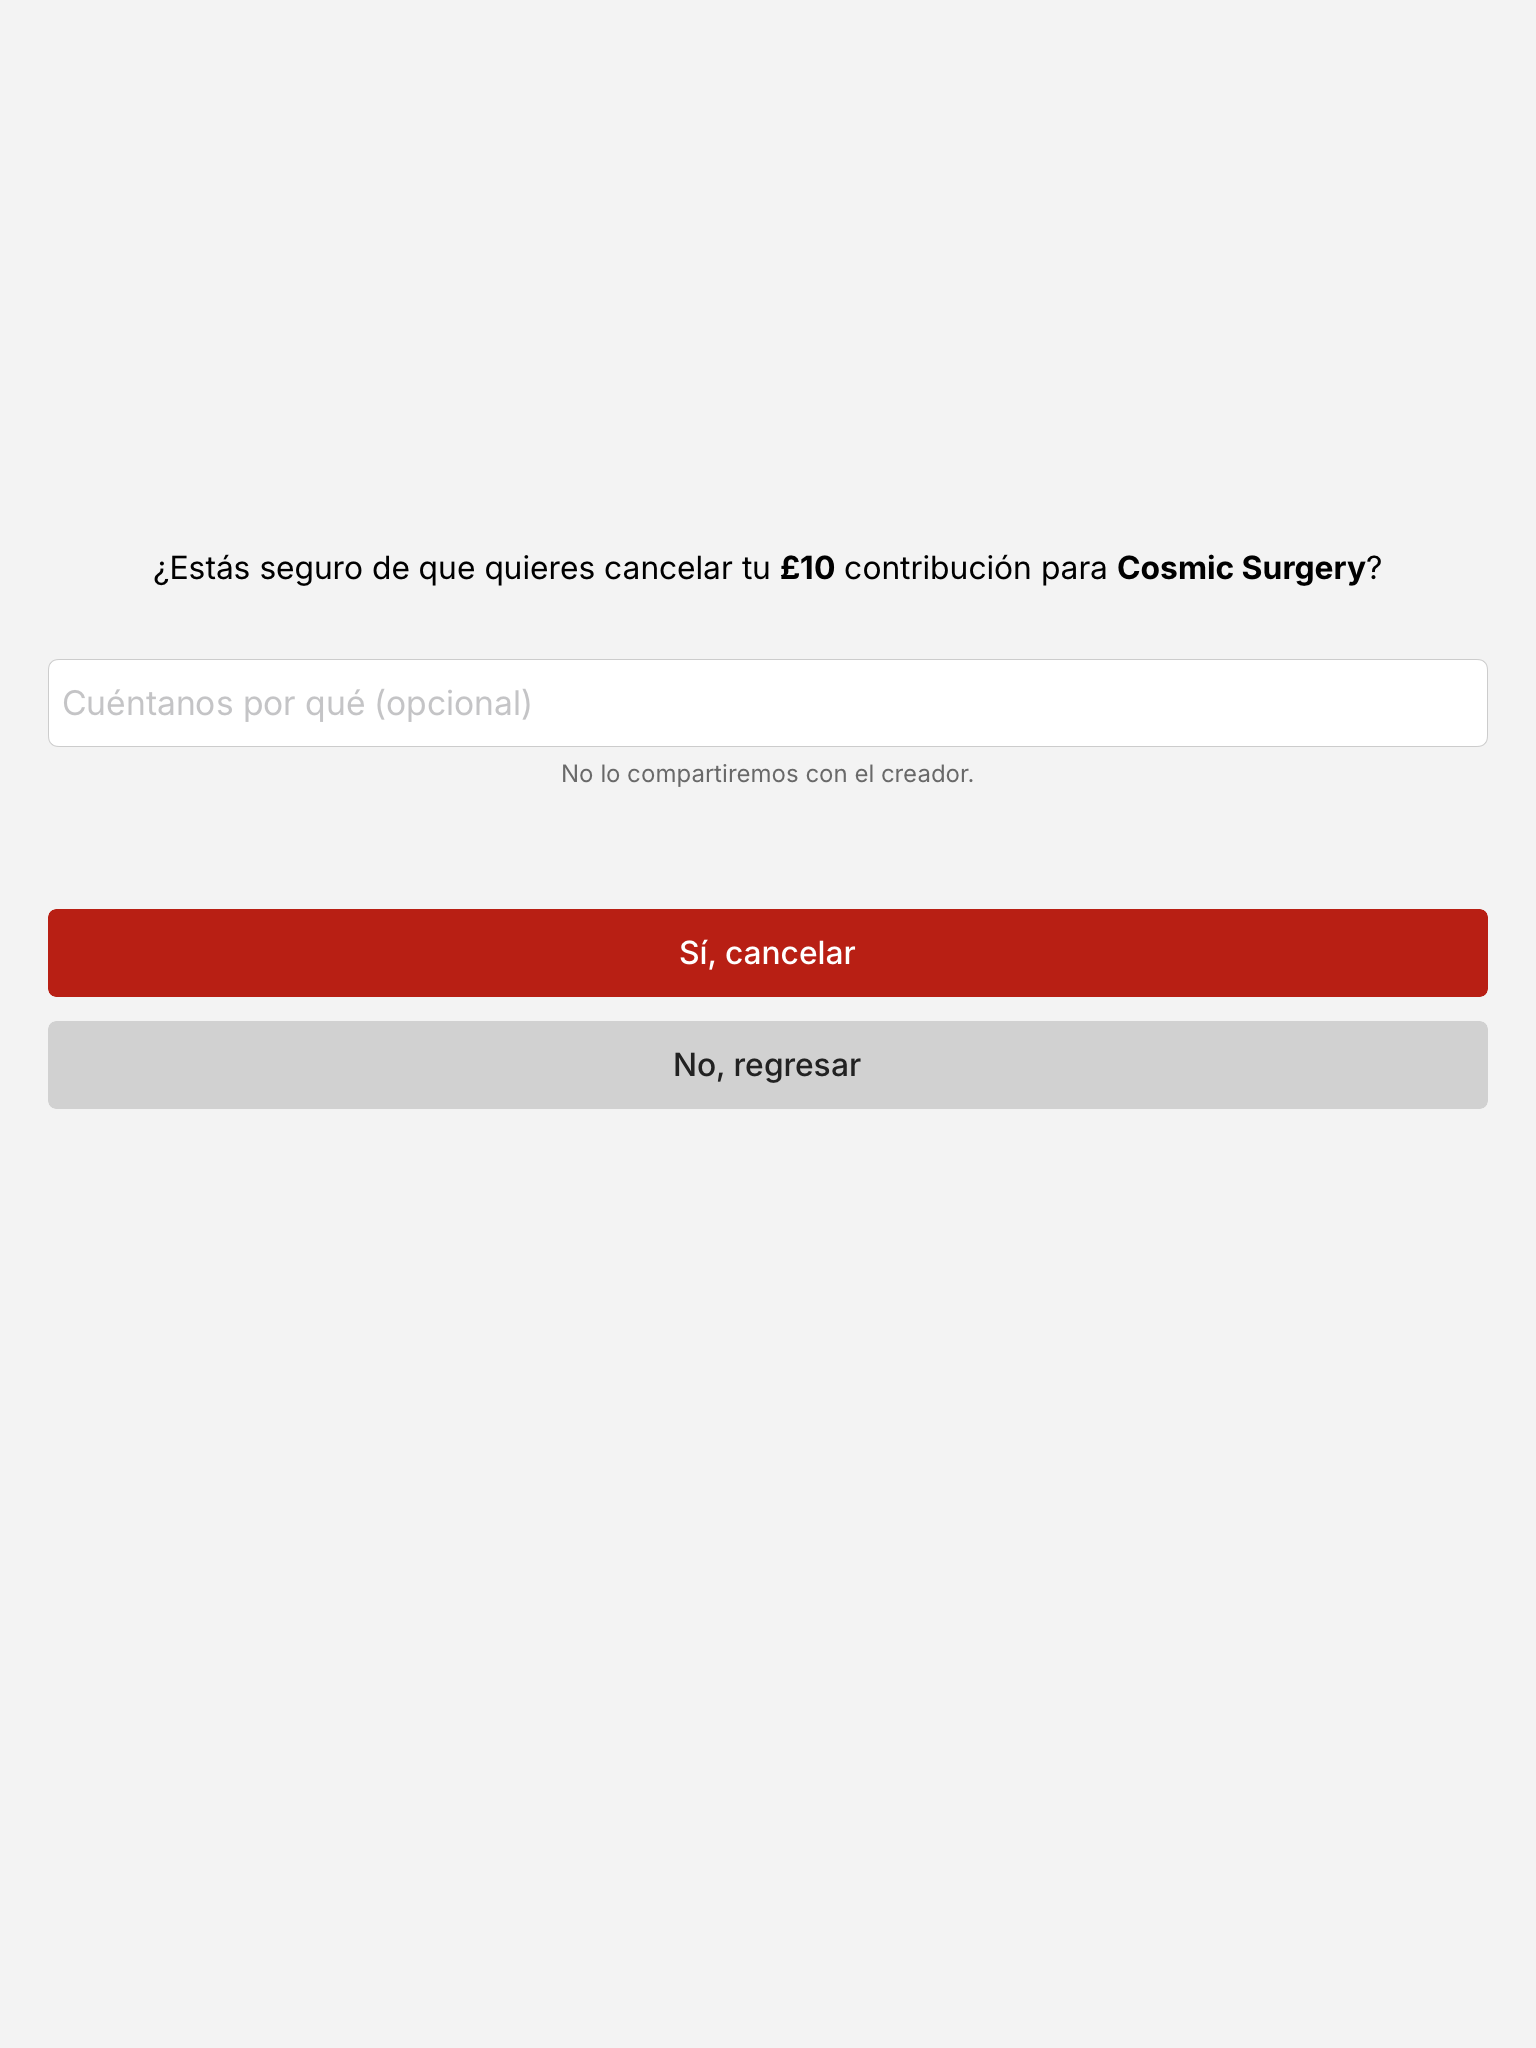 ¿Estás seguro de que quieres cancelar tu £10 contribución para Cosmic Surgery?
Cuéntanos por qué (opcional)
No lo compartiremos con el creador.
Sí, cancelar
No, regresar